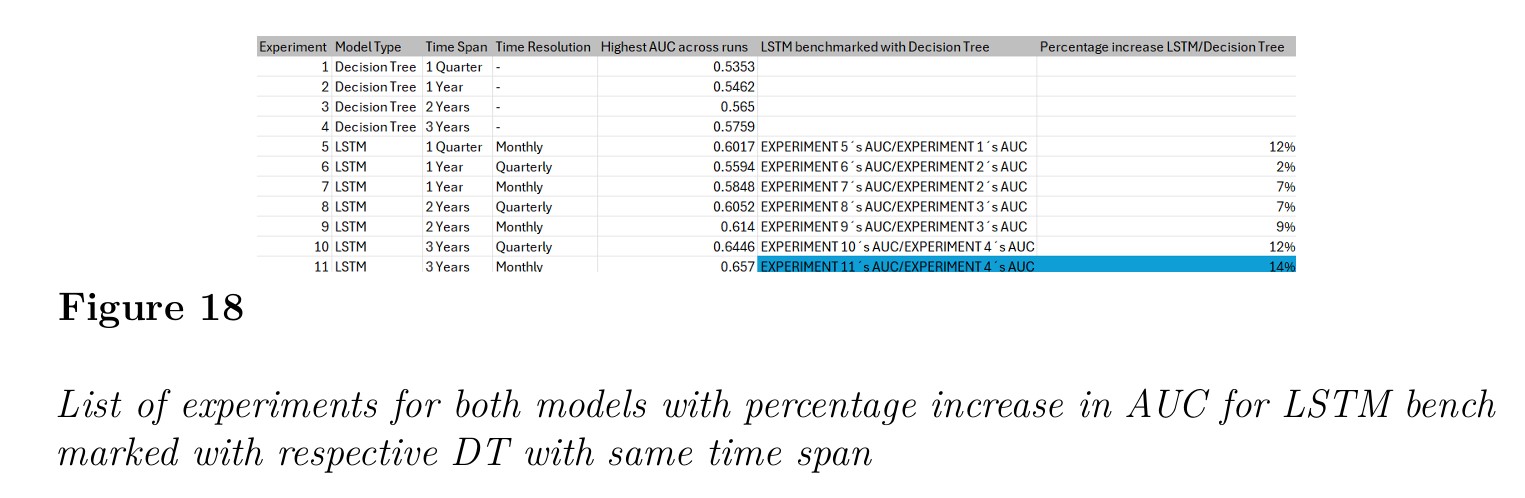 Experiment Model Type Time Span Time Resolution Highest AUC across runs LSTM benchmarked with Decision Tree Percentage increase LSTM/Decision Tree
1 Decision Tree 1 Quarter - 0.5353
2 Decision Tree 1 Year - 0.5462
3 Decision Tree 2 Years - 0.565
4 Decision Tree 3 Years - 0.5759
5 LSTM 1 Quarter Monthly 0.6017 EXPERIMENT 5´s AUC/EXPERIMENT 1´s AUC 12%
6 LSTM 1 Year Quarterly 0.5594 EXPERIMENT 6´s AUC/EXPERIMENT 2´s AUC 2%
7 LSTM 1 Year Monthly 0.5848 EXPERIMENT 7´s AUC/EXPERIMENT 2´s AUC 7%
8 LSTM 2 Years Quarterly 0.6052 EXPERIMENT 8´s AUC/EXPERIMENT 3´s AUC 7%
9 LSTM 2 Years Monthly 0.614 EXPERIMENT 9´s AUC/EXPERIMENT 3´s AUC 9%
10 LSTM 3 Years Quarterly 0.6446 EXPERIMENT 10´s AUC/EXPERIMENT 4´s AUC 12%
11 LSTM 3 Years Monthly 0.657 EXPERIMENT 11´s AUC/EXPERIMENT 4´s AUC 14%
Figure 18
List of experiments for both models with percentage increase in AUC for LSTM bench
marked with respective DT with same time span